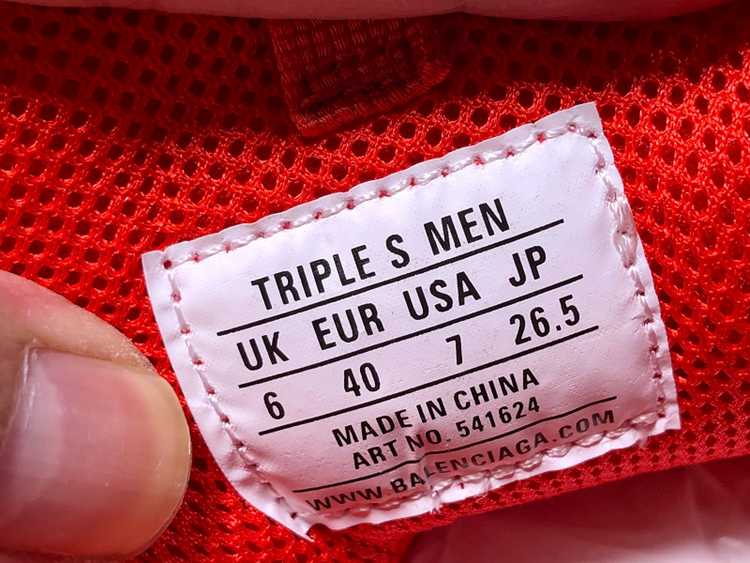 TRIPLE S MEN
UK EUR USA JP
6 40 7 26.5
MADE IN CHINA
ART NO. 541624
WWW.BALENCIAGA.COM